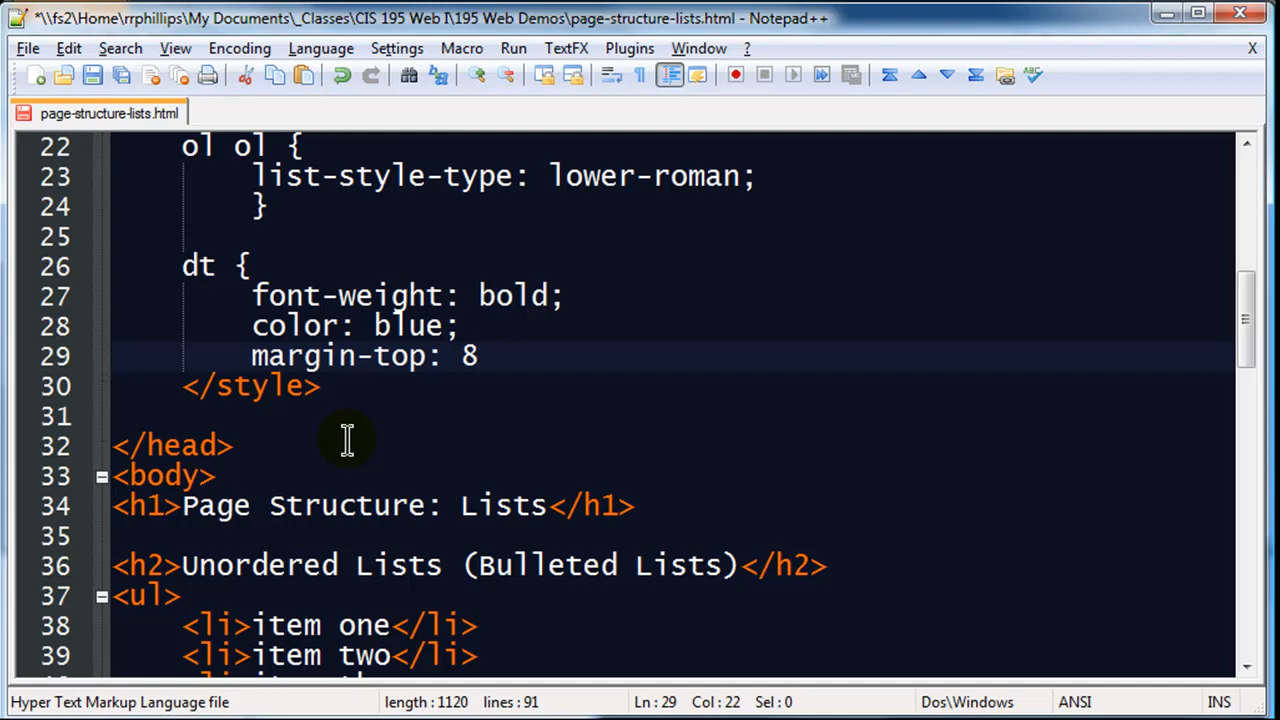 *\\fs2\Home\rrphillips\My Documents\_Classes\CIS 195 Web I\195 Web Demos\page-structure-lists.html - Notepad++
File Edit Search View Encoding Language Settings Macro Run TextFX Plugins Window ? X
page-structure-lists.html
22 ol ol {
23 list-style-type: lower-roman;
24 }
25
26 dt {
27 font-weight: bold;
28 color: blue;
29 margin-top: 8
30 </style>
31
32 </head>
33 <body>
34 <h1>Page Structure: Lists</h1>
35
36 <h2>Unordered Lists (Bulleted Lists)</h2>
37 <ul>
38 <li>item one</li>
39 <li>item two</li>
Hyper Text Markup Language file length : 1120 lines : 91 Ln : 29 Col : 22 Sel : 0 Dos\Windows ANSI INS